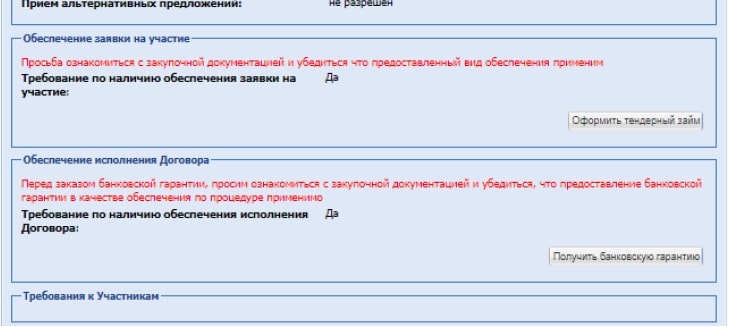 Прием альтернативных предложений: не разрешен
Обеспечение заявки на участие
Просьба ознакомиться с закупочной документацией и убедиться что предоставленный вид обеспечения применим
Требование по наличию обеспечения заявки на Да
участие:
Оформить тендерный займ
Обеспечение исполнения Договора
Перед заказом банковской гарантии, просим ознакомиться с закупочной документацией и убедиться, что предоставление банковской
гарантии в качестве обеспечения по процедуре применимо
Требование по наличию обеспечения исполнения Да
Договора:
Получить банковскую гарантию
Требования к Участникам